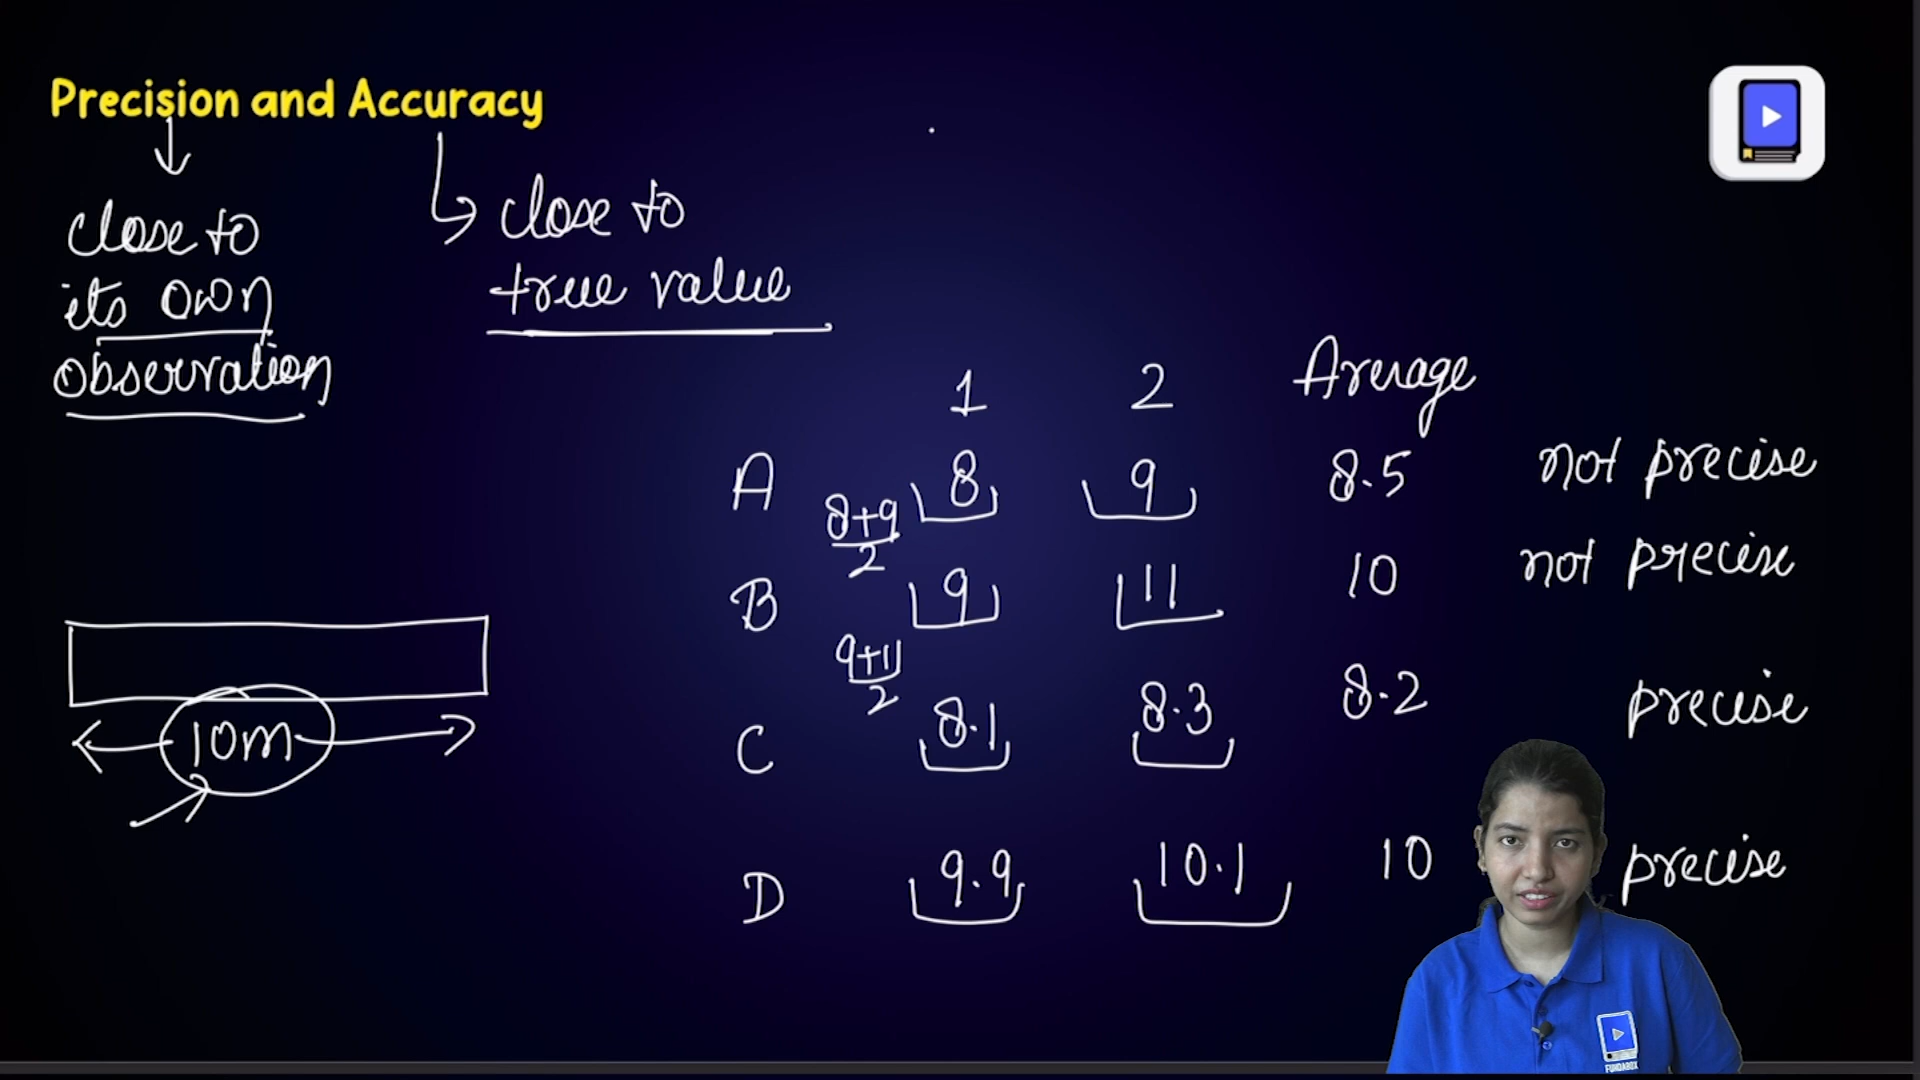 Precision and Accuracy
close to
its own
observation
close to
true value
1 2 Average
A 8 9 8.5 not precise
8+9
2
B 9 11 10 not precise
9+11
2
C 8.1 8.3 8.2 precise
10m
D 9.9 10.1 10 precise
FUNDABOX